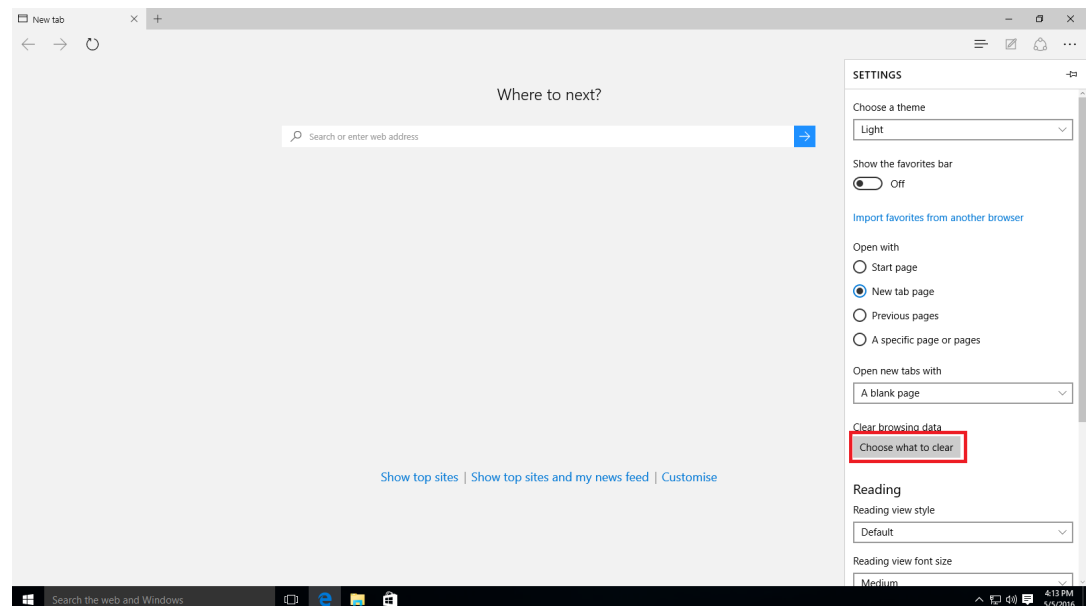 New tab
SETTINGS
Where to next?
Search or enter web address
Choose a theme
Light
Show the favorites bar
Off
Import favorites from another browser
Open with
Start page
New tab page
Previous pages
A specific page or pages
Open new tabs with
A blank page
Clear browsing data
Choose what to clear
Show top sites | Show top sites and my news feed | Customise
Reading
Reading view style
Default
Reading view font size
Medium
Search the web and Windows
4:13 PM
5/5/2016